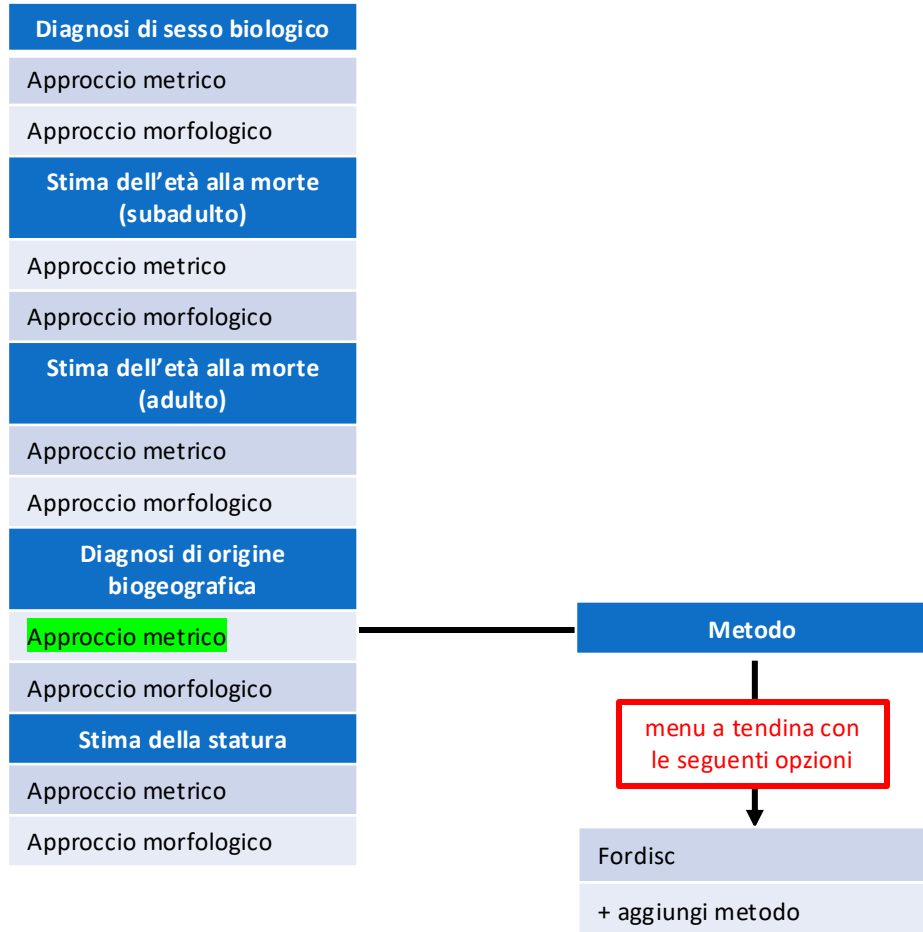 Diagnosi di sesso biologico
Approccio metrico
Approccio morfologico
Stima dell'età alla morte
(subadulto)
Approccio metrico
Approccio morfologico
Stima dell'età alla morte
(adulto)
Approccio metrico
Approccio morfologico
Diagnosi di origine
biogeografica
Approccio metrico
Approccio morfologico
Stima della statura
Approccio metrico
Approccio morfologico
Metodo
menu a tendina con
le seguenti opzioni
Fordisc
+ aggiungi metodo